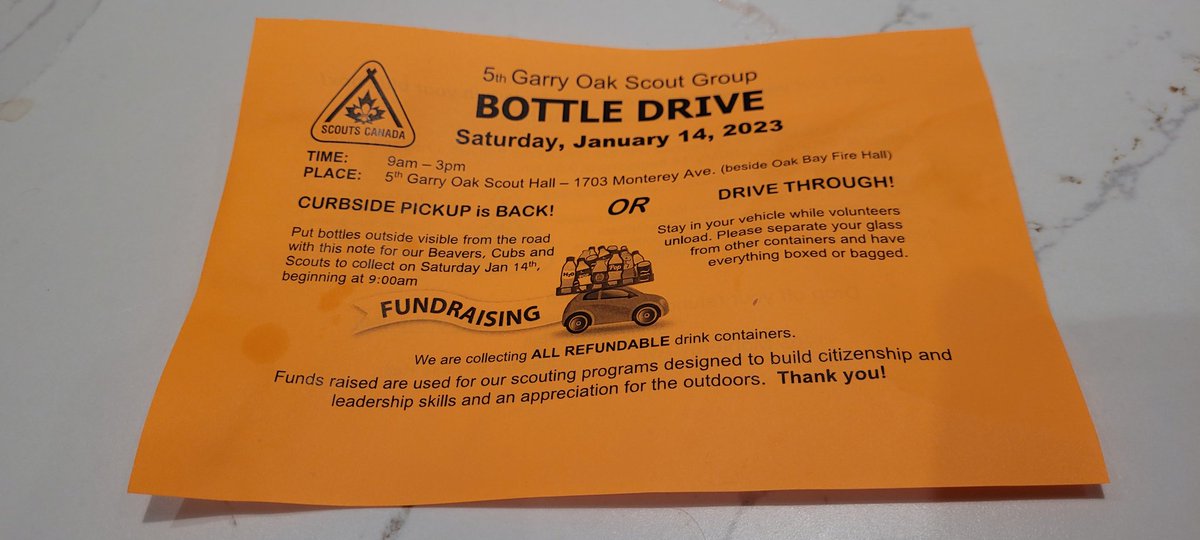 5th Garry Oak Scout Group
BOTTLE DRIVE
Saturday, January 14, 2023
SCOUTS CANADA
TIME: 9am – 3pm
PLACE: 5th Garry Oak Scout Hall – 1703 Monterey Ave. (beside Oak Bay Fire Hall)
CURBSIDE PICKUP is BACK!
OR
DRIVE THROUGH!
Put bottles outside visible from the road
with this note for our Beavers, Cubs and
Scouts to collect on Saturday Jan 14th,
beginning at 9:00am
Stay in your vehicle while volunteers
unload. Please separate your glass
from other containers and have
everything boxed or bagged.
FUNDRAISING
We are collecting ALL REFUNDABLE drink containers.
Funds raised are used for our scouting programs designed to build citizenship and
leadership skills and an appreciation for the outdoors. Thank you!